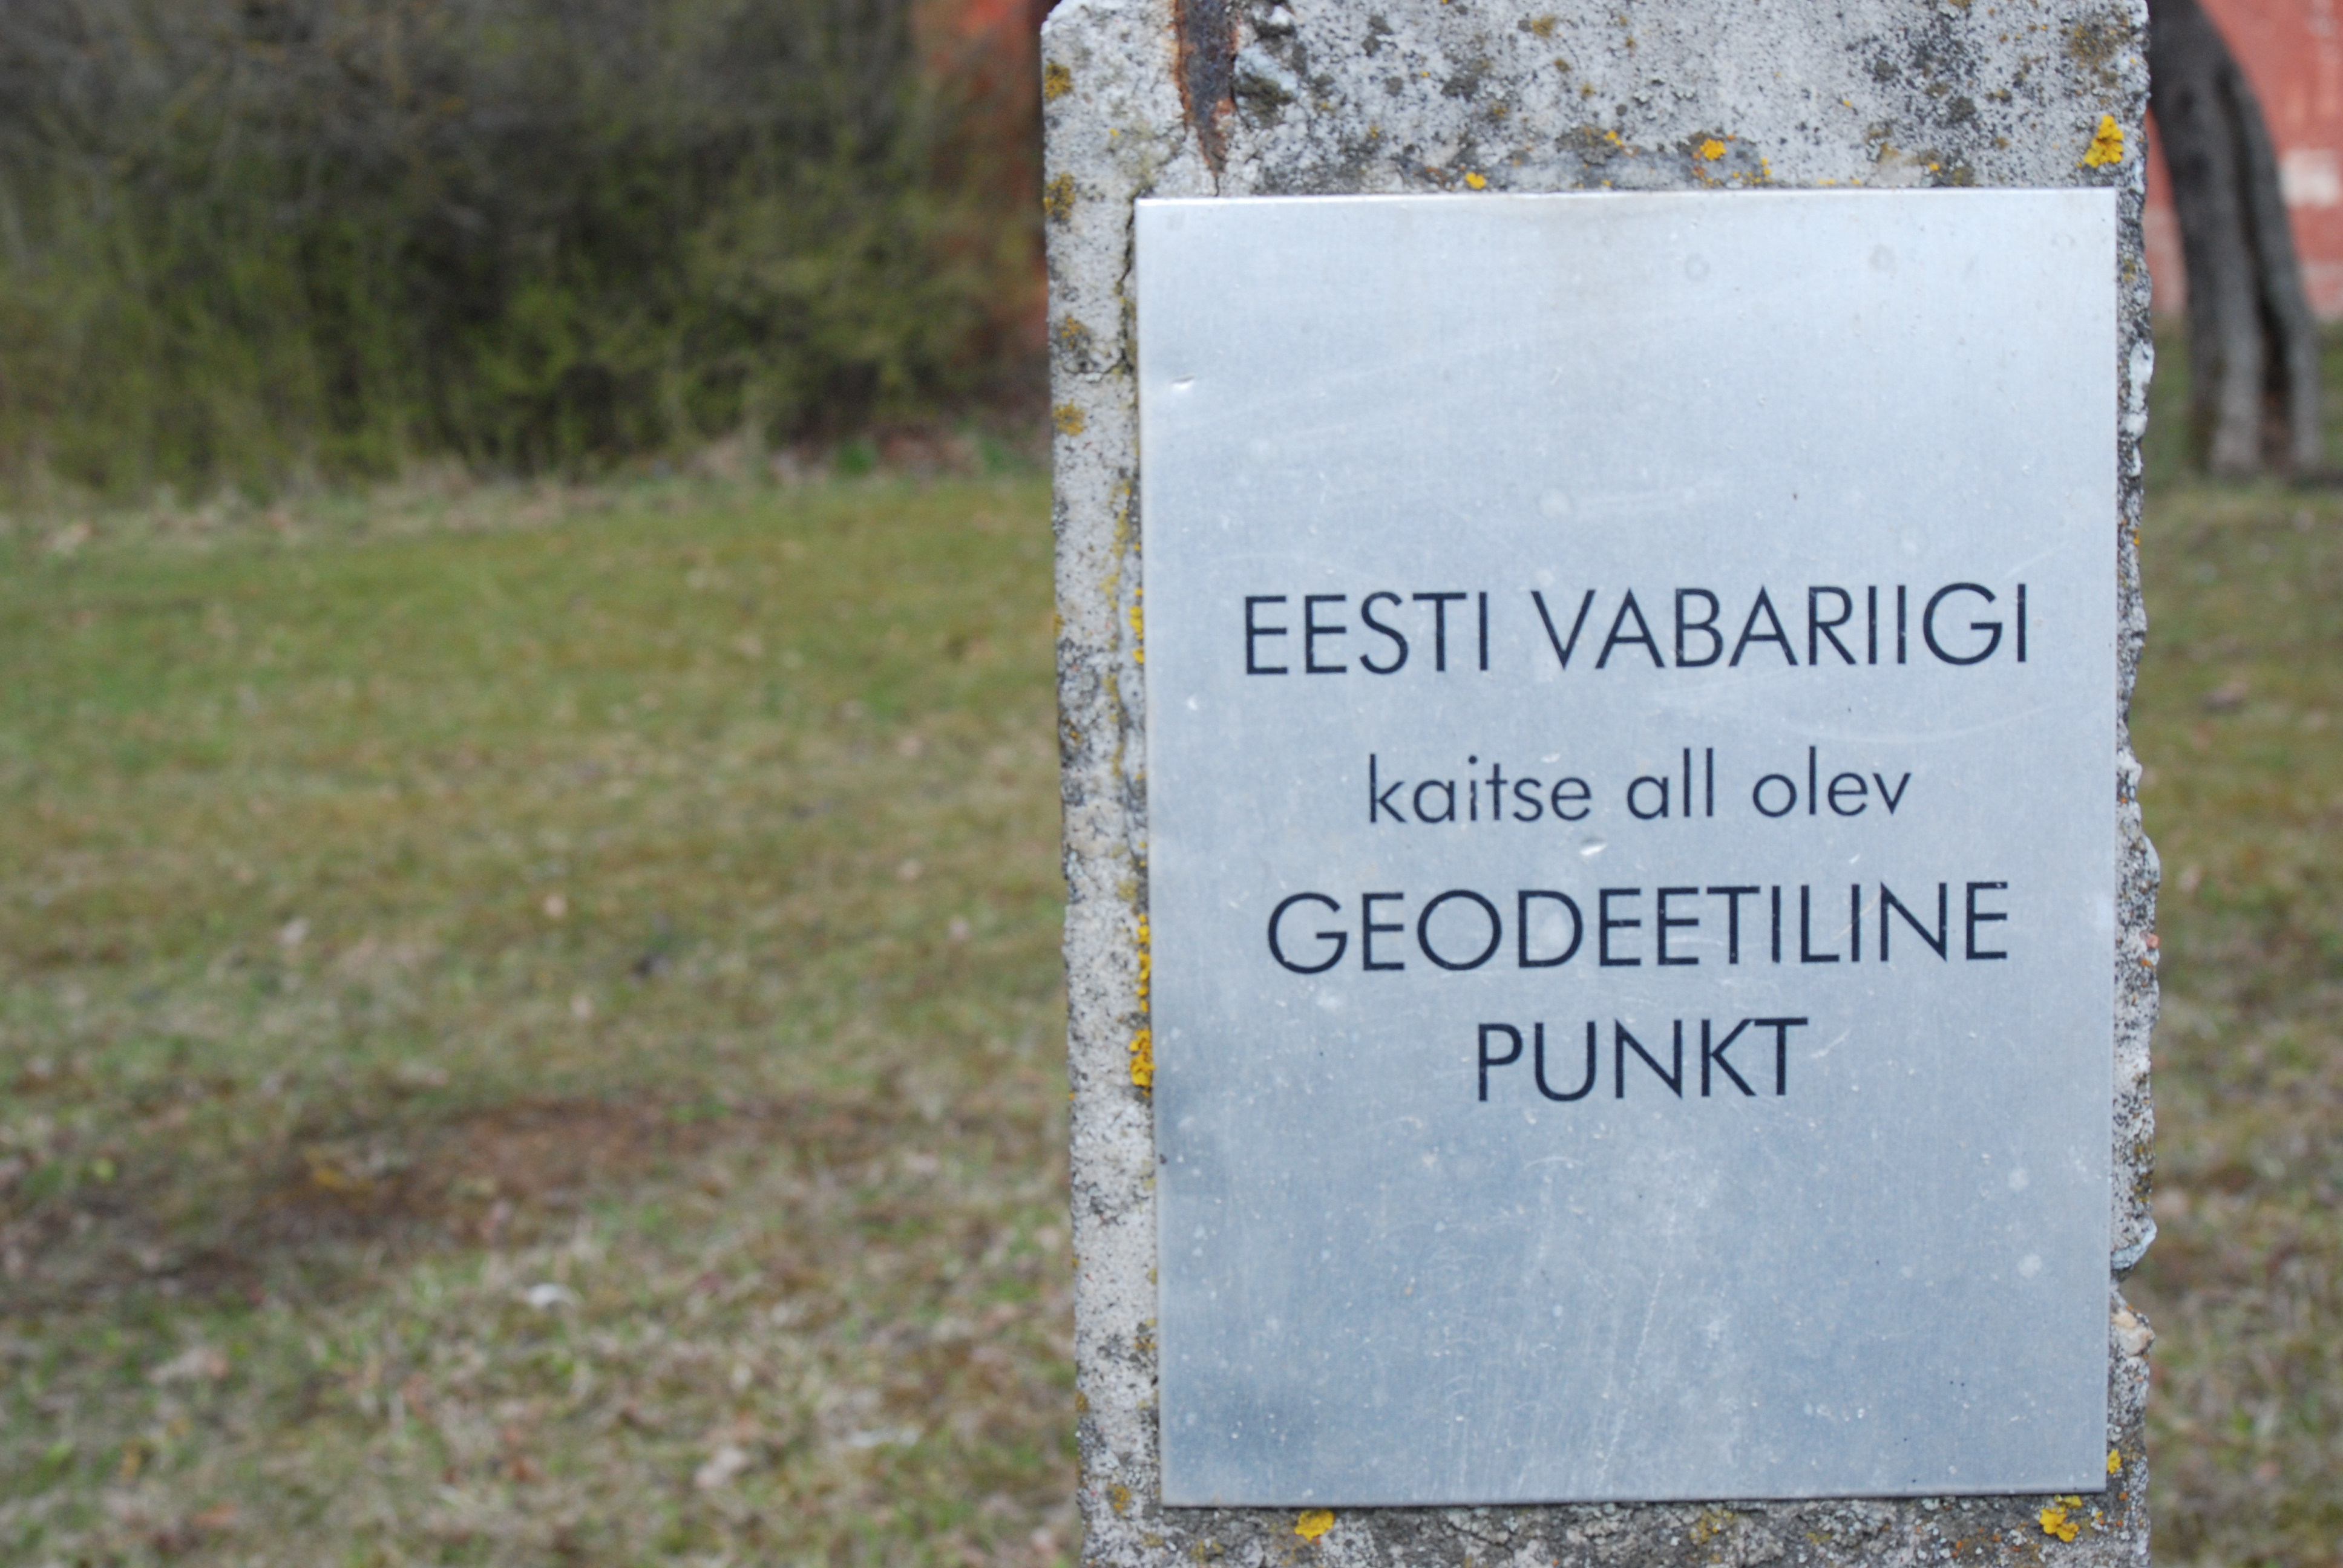 EESTI VABARIIGI
kaitse all olev
GEODEETILINE
PUNKT